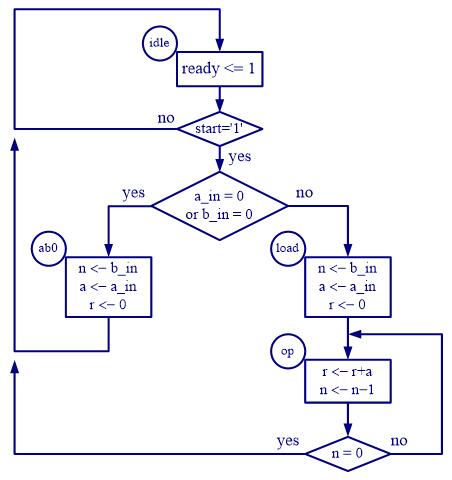 idle
ready <= 1
no
start='1'
yes
yes
a_in = 0
or b_in = 0
no
ab0
n <– b_in
a <– a_in
r <– 0
load
n <– b_in
a <– a_in
r <– 0
op
r <– r+a
n <– n–1
yes
n = 0
no